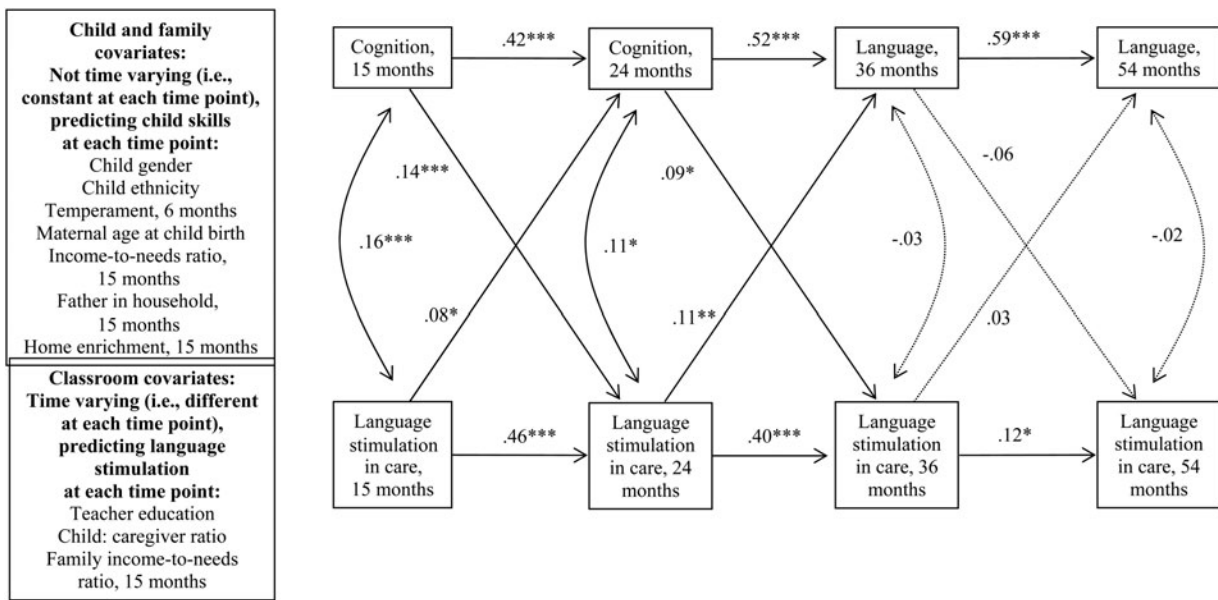 Child and family
covariates:
Not time varying (i.e.,
constant at each time point),
predicting child skills
at each time point:
Child gender
Child ethnicity
Temperament, 6 months
Maternal age at child birth
Income-to-needs ratio,
15 months
Father in household,
15 months
Home enrichment, 15 months
Classroom covariates:
Time varying (i.e., different
at each time point),
predicting language
stimulation
at each time point:
Teacher education
Child: caregiver ratio
Family income-to-needs
ratio, 15 months
Cognition,
15 months
.42***
Cognition,
24 months
.52***
Language,
36 months
.59***
Language,
54 months
.14***
.09*
-.06
.16***
.11*
-.03
-.02
.08*
.11**
.03
Language
stimulation
in care,
15 months
.46***
Language
stimulation
in care, 24
months
.40***
Language
stimulation
in care, 36
months
.12*
Language
stimulation
in care, 54
months